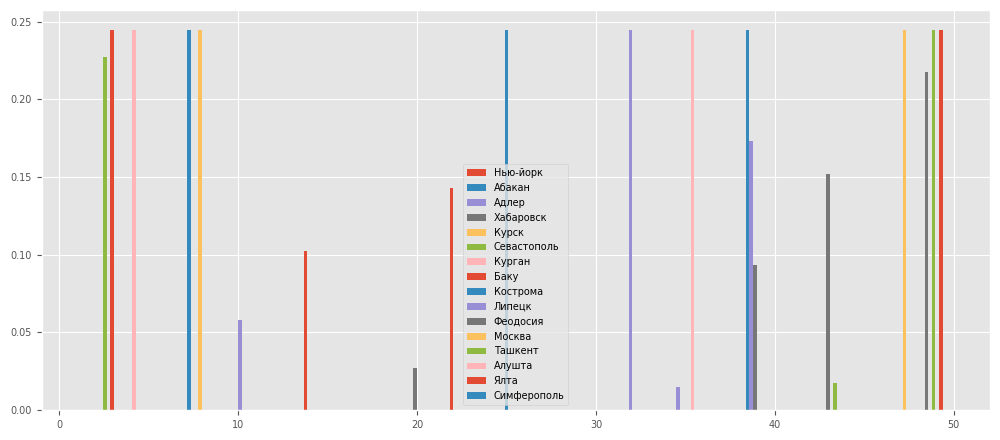 0.25
0.20
0.15
0.10
0.05
0.00
0 10 20 30 40 50
Нью-йорк
Абакан
Адлер
Хабаровск
Курск
Севастополь
Курган
Баку
Кострома
Липецк
Феодосия
Москва
Ташкент
Алушта
Ялта
Симферополь